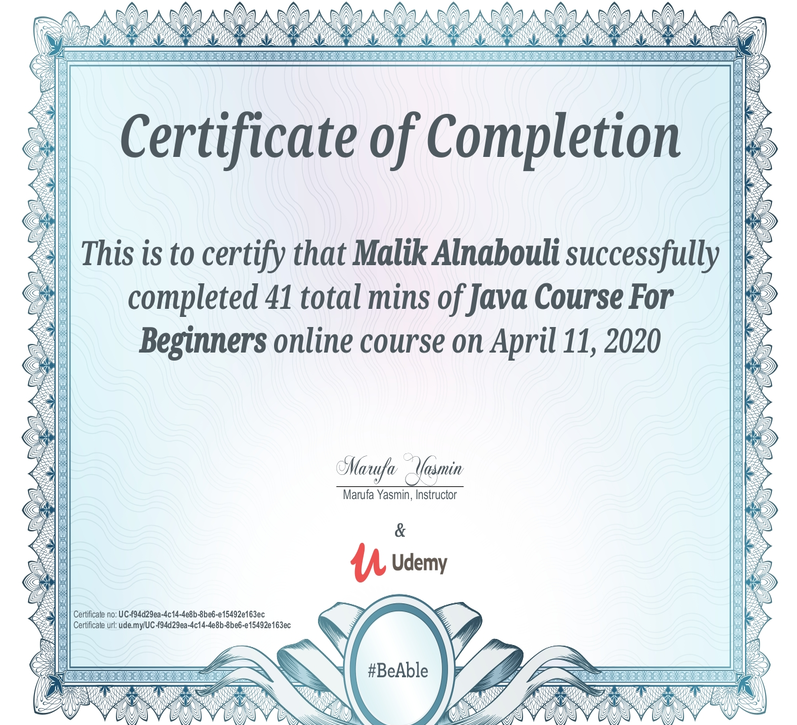 Certificate of Completion
This is to certify that Malik Alnabouli successfully
completed 41 total mins of Java Course For
Beginners online course on April 11, 2020
Marufa Yasmin
Marufa Yasmin, Instructor
&
Udemy
Certificate no: UC-f94d29ea-4c14-4e8b-8be6-e15492e163ec
Certificate url: ude.my/UC-f94d29ea-4c14-4e8b-8be6-e15492e163ec
#BeAble